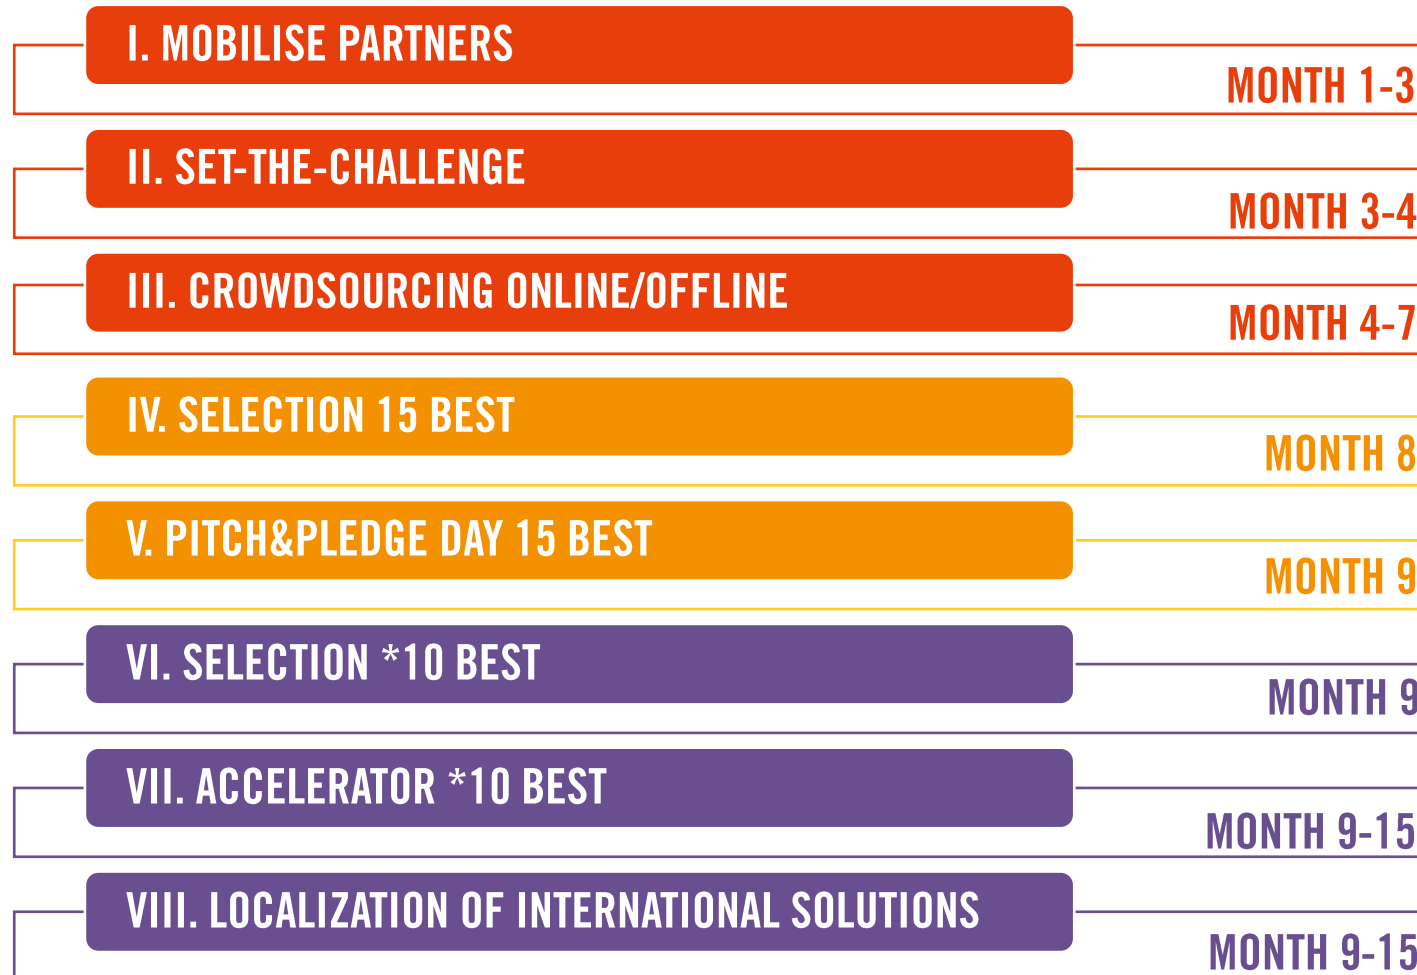 I. MOBILISE PARTNERS
MONTH 1-3
II. SET-THE-CHALLENGE
MONTH 3-4
III. CROWDSOURCING ONLINE/OFFLINE
MONTH 4-7
IV. SELECTION 15 BEST
MONTH 8
V. PITCH&PLEDGE DAY 15 BEST
MONTH 9
VI. SELECTION *10 BEST
MONTH 9
VII. ACCELERATOR *10 BEST
MONTH 9-15
VIII. LOCALIZATION OF INTERNATIONAL SOLUTIONS
MONTH 9-15